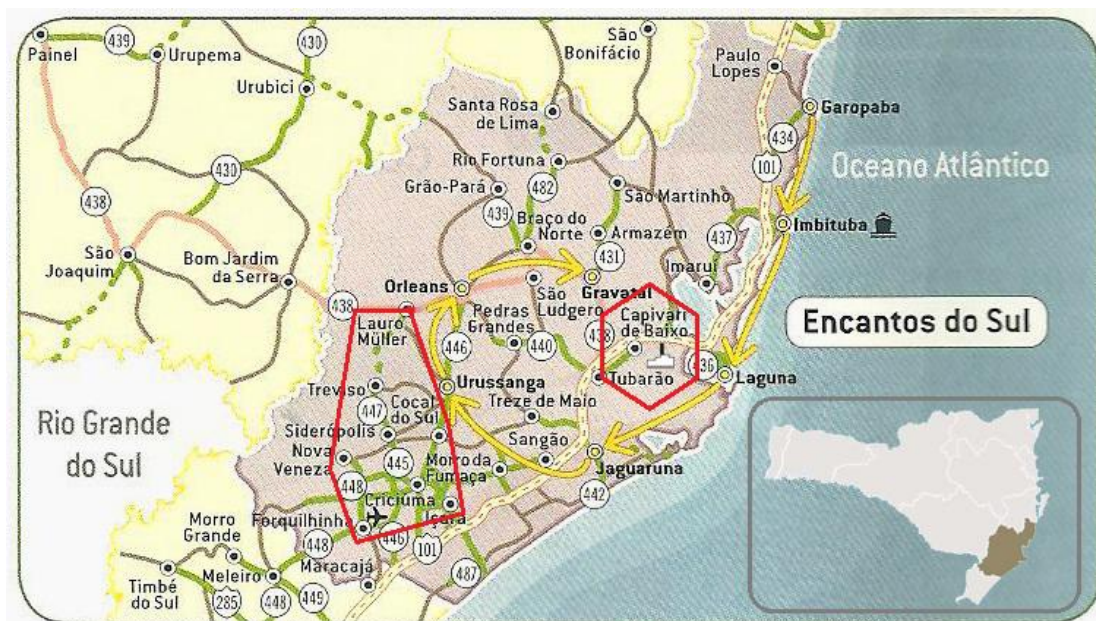 Painel
439
Urupema
430
Urubici
430
438
São
Joaquim
Bom Jardim
da Serra
São
Bonifácio
Paulo
Lopes
Garopaba
434
101
Oceano Atlântico
Santa Rosa
de Lima
Rio Fortuna
Grão-Pará
482
439
São Martinho
Braço do
Norte
Armazém
431
437
Imbituba
Imaruí
Orleans
Gravatal
São
Ludgero
438
Lauro
Müller
446
Pedras
Grandes
440
438
Capivari
de Baixo
Encantos do Sul
436
Laguna
Tubarão
Treviso
Urussanga
447
Cocal
do Sul
Treze de Maio
Siderópolis
Sangão
Rio Grande
do Sul
Nova
Veneza
445
Morro da
Fumaça
Jaguaruna
448
Criciúma
442
Içara
Forquilhinha
446
101
Morro
Grande
448
Maracajá
487
Meleiro
Timbé
do Sul
285
448
449